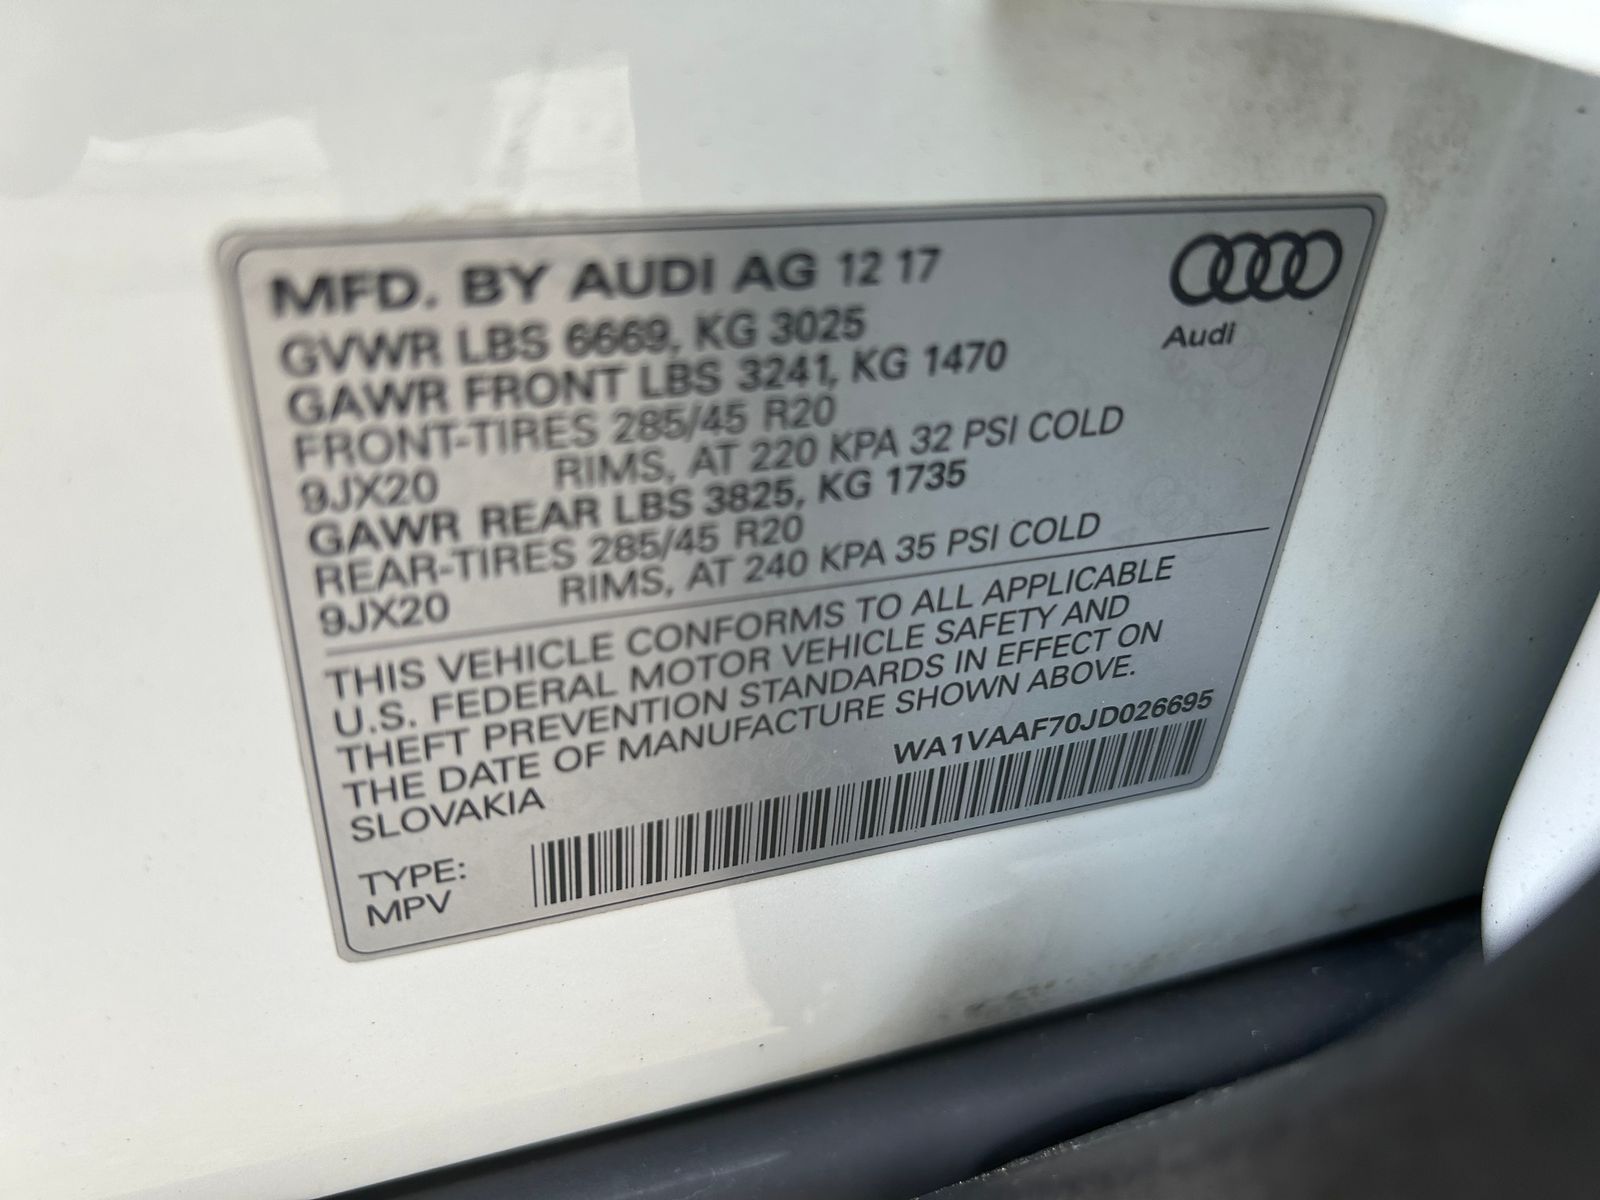 MFD. BY AUDI AG 12 17
GVWR LBS 6669, KG 3025
GAWR FRONT LBS 3241, KG 1470
FRONT-TIRES 285/45 R20
9JX20 RIMS, AT 220 KPA 32 PSI COLD
GAWR REAR LBS 3825, KG 1735
REAR-TIRES 285/45 R20
9JX20 RIMS, AT 240 KPA 35 PSI COLD
Audi
THIS VEHICLE CONFORMS TO ALL APPLICABLE
U.S. FEDERAL MOTOR VEHICLE SAFETY AND
THEFT PREVENTION STANDARDS IN EFFECT ON
THE DATE OF MANUFACTURE SHOWN ABOVE.
SLOVAKIA
WA1VAAF70JD026695
TYPE:
MPV